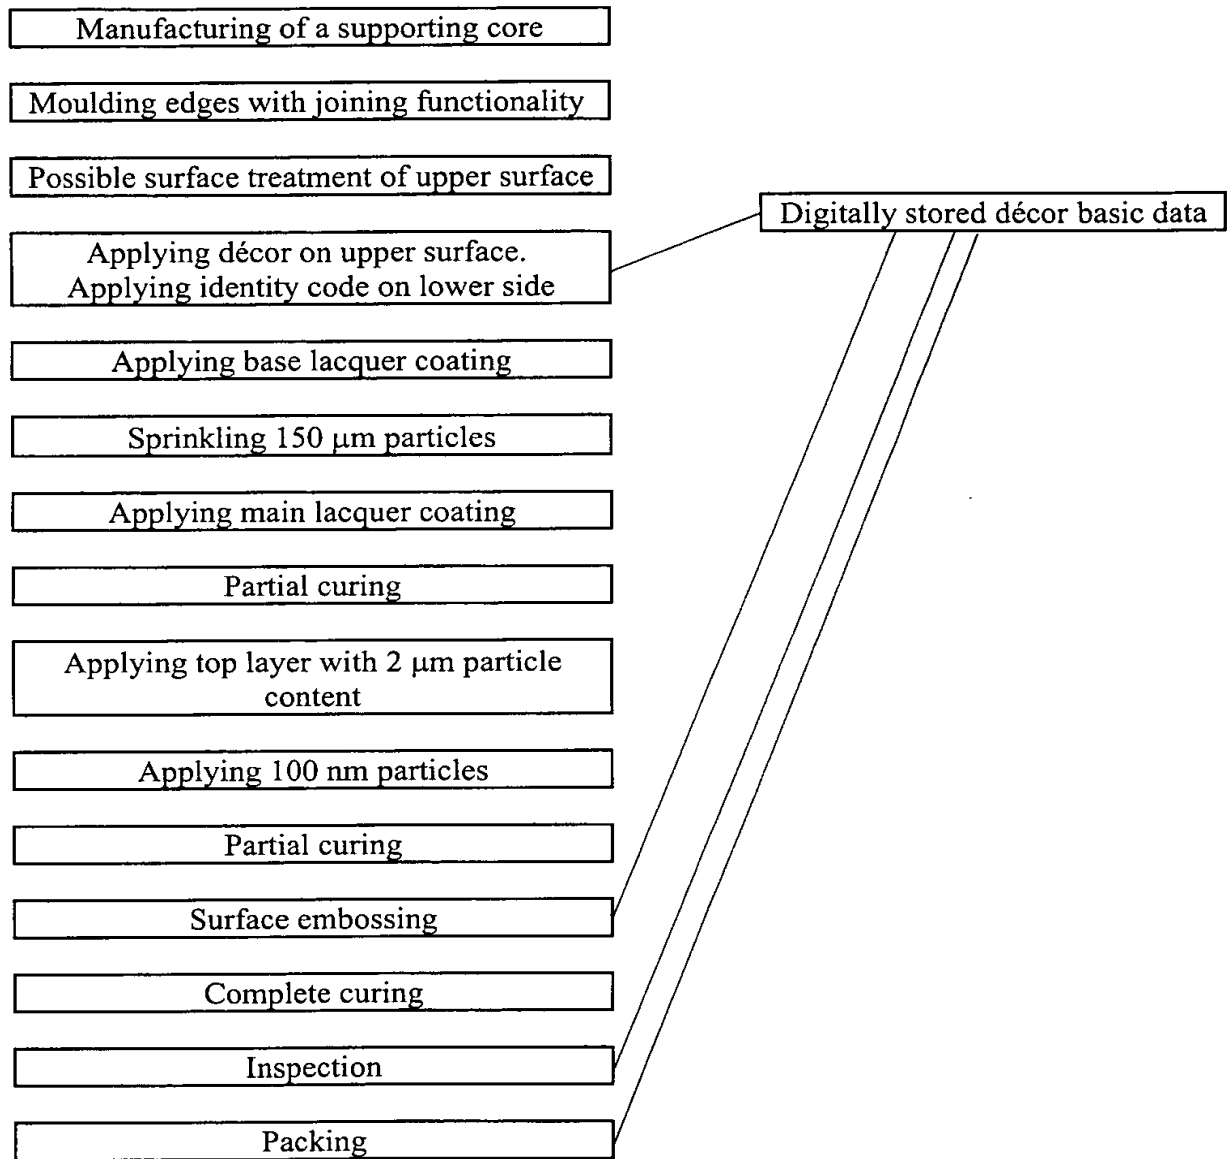 Manufacturing of a supporting core
Moulding edges with joining functionality
Possible surface treatment of upper surface
Digitally stored décor basic data
Applying décor on upper surface.
Applying identity code on lower side
Applying base lacquer coating
Sprinkling 150 μm particles
Applying main lacquer coating
Partial curing
Applying top layer with 2 μm particle
content
Applying 100 nm particles
Partial curing
Surface embossing
Complete curing
Inspection
Packing